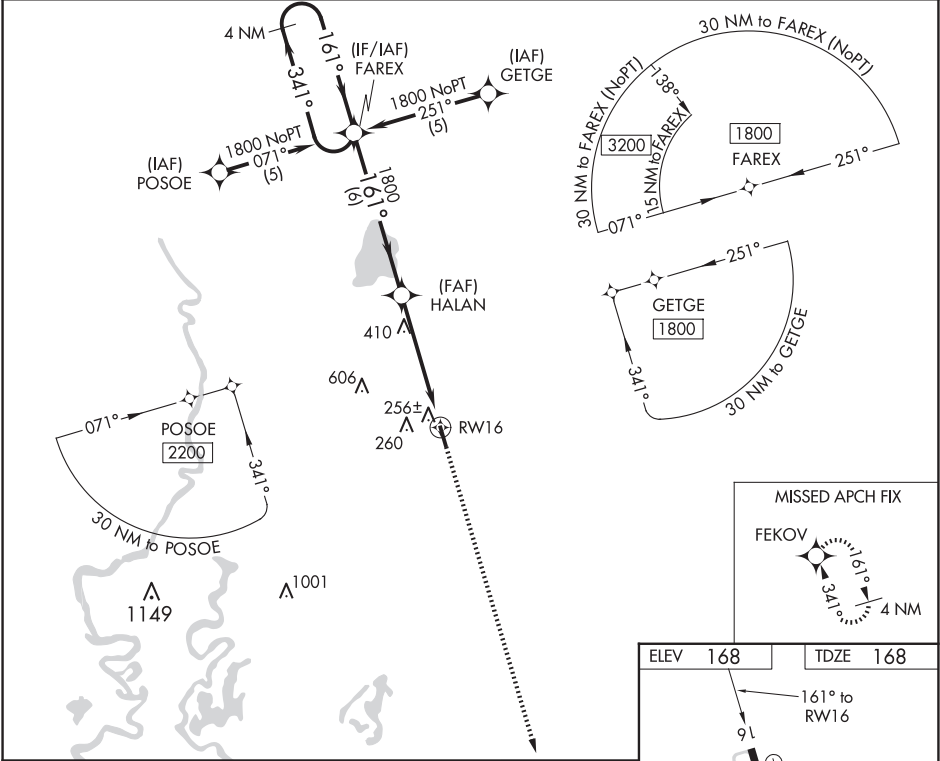 4 NM
161°
341°
(IF/IAF)
FAREX
(IAF)
GETGE
1800 NoPT
251°
(5)
1800 NoPT
071°
(5)
(IAF)
POSOE
1800
161°
(6)
(FAF)
HALAN
410
606
256±
260
RW16
30 NM to FAREX (NoPT)
30 NM to FAREX (NoPT)
138°
15 NM to FAREX
3200
1800
FAREX
251°
071°
251°
GETGE
1800
341°
30 NM to GETGE
071°
POSOE
2200
341°
30 NM to POSOE
1149
1001
MISSED APCH FIX
FEKOV
161°
341°
4 NM
ELEV 168
TDZE 168
161° to
RW16
16